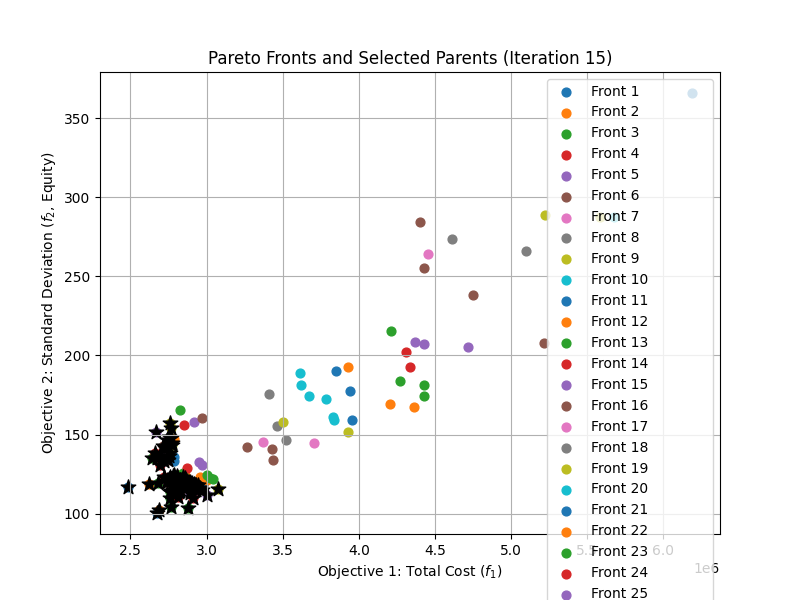 Pareto Fronts and Selected Parents (Iteration 15)
Objective 2: Standard Deviation (f₂, Equity)
350
300
250
200
150
100
2.5 3.0 3.5 4.0 4.5 5.0 5.5 6.0
1e6
Objective 1: Total Cost (f₁)
Front 1
Front 2
Front 3
Front 4
Front 5
Front 6
Front 7
Front 8
Front 9
Front 10
Front 11
Front 12
Front 13
Front 14
Front 15
Front 16
Front 17
Front 18
Front 19
Front 20
Front 21
Front 22
Front 23
Front 24
Front 25